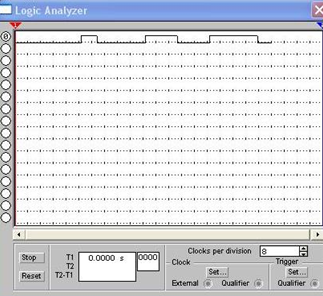 Logic Analyzer
0
Stop
T1
0.0000 s
0000
Clocks per division
8
T2
Reset
T2-T1
Clock
Trigger
Set...
Set...
External
Qualifier
Qualifier